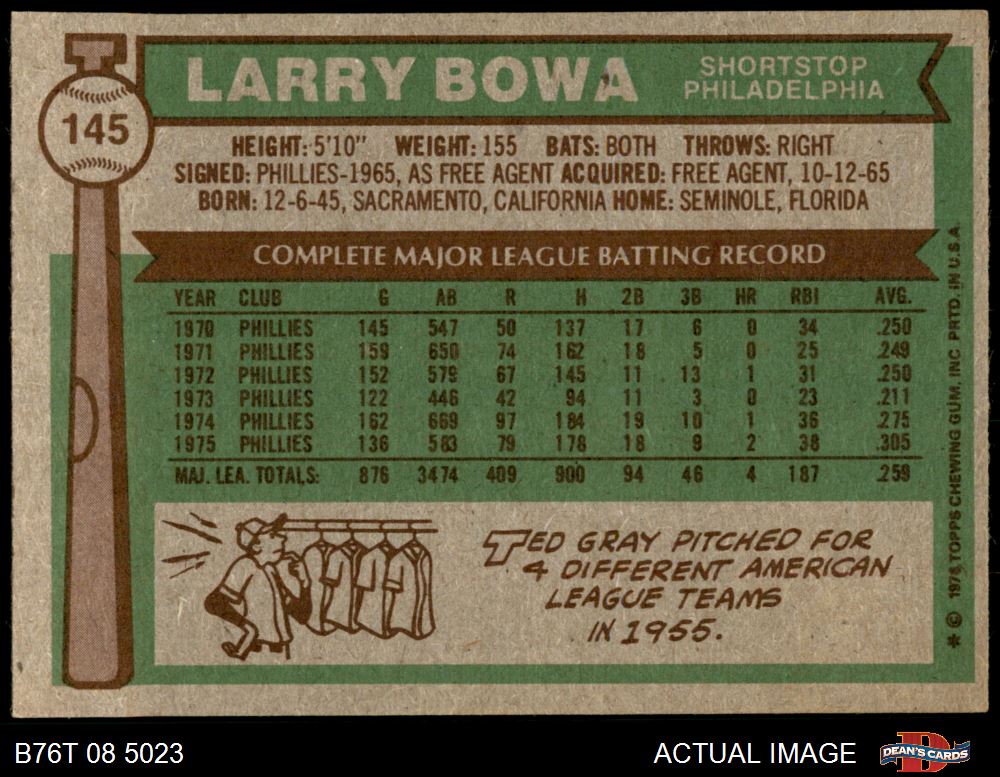 145
LARRY BOWA
SHORTSTOP
PHILADELPHIA
HEIGHT: 5'10" WEIGHT: 155 BATS: BOTH THROWS: RIGHT
SIGNED: PHILLIES-1965, AS FREE AGENT ACQUIRED: FREE AGENT, 10-12-65
BORN: 12-6-45, SACRAMENTO, CALIFORNIA HOME: SEMINOLE, FLORIDA
COMPLETE MAJOR LEAGUE BATTING RECORD
YEAR CLUB G AB R H 2B 3B HR RBI AVG.
1970 PHILLIES 145 547 50 137 17 6 0 34 .250
1971 PHILLIES 159 650 74 162 18 5 0 25 .249
1972 PHILLIES 152 579 67 145 11 13 1 31 .250
1973 PHILLIES 122 446 42 94 11 3 0 23 .211
1974 PHILLIES 162 669 97 184 19 10 1 36 .275
1975 PHILLIES 136 583 79 178 18 9 2 38 .305
MAJ. LEA. TOTALS: 876 3474 409 900 94 46 4 187 .259
TED GRAY PITCHED FOR
4 DIFFERENT AMERICAN
LEAGUE TEAMS
IN 1955.
* © 1976 TOPPS CHEWING GUM, INC. PRTD. IN U.S.A.
B76T 08 5023
ACTUAL IMAGE
DEAN'S CARDS